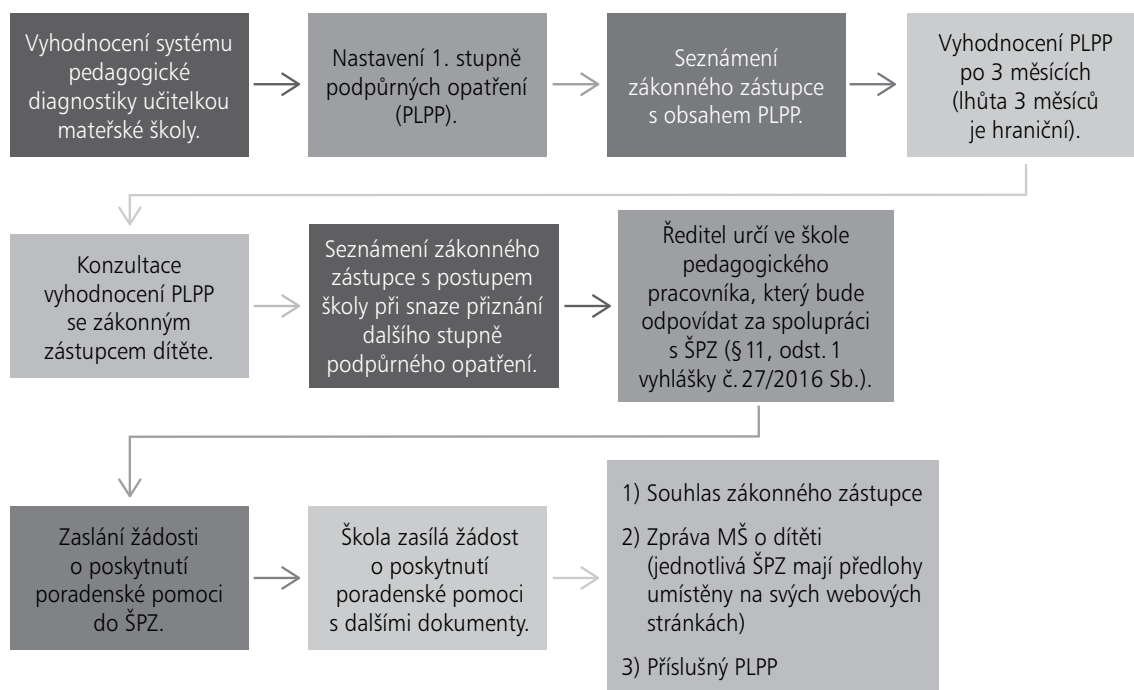 Vyhodnocení systému
pedagogické
diagnostiky učitelkou
mateřské školy.
Nastavení 1. stupně
podpůrných opatření
(PLPP).
Seznámení
zákonného zástupce
s obsahem PLPP.
Vyhodnocení PLPP
po 3 měsících
(lhůta 3 měsíců
je hraniční).
Konzultace
vyhodnocení PLPP
se zákonným
zástupcem dítěte.
Seznámení zákonného
zástupce s postupem
školy při snaze přiznání
dalšího stupně
podpůrného opatření.
Ředitel určí ve škole
pedagogického
pracovníka, který bude
odpovídat za spolupráci
s ŠPZ (§ 11, odst. 1
vyhlášky č. 27/2016 Sb.).
Zaslání žádosti
o poskytnutí
poradenské pomoci
do ŠPZ.
Škola zasílá žádost
o poskytnutí
poradenské pomoci
s dalšími dokumenty.
1) Souhlas zákonného zástupce
2) Zpráva MŠ o dítěti
(jednotlivá ŠPZ mají předlohy
umístěny na svých webových
stránkách)
3) Příslušný PLPP